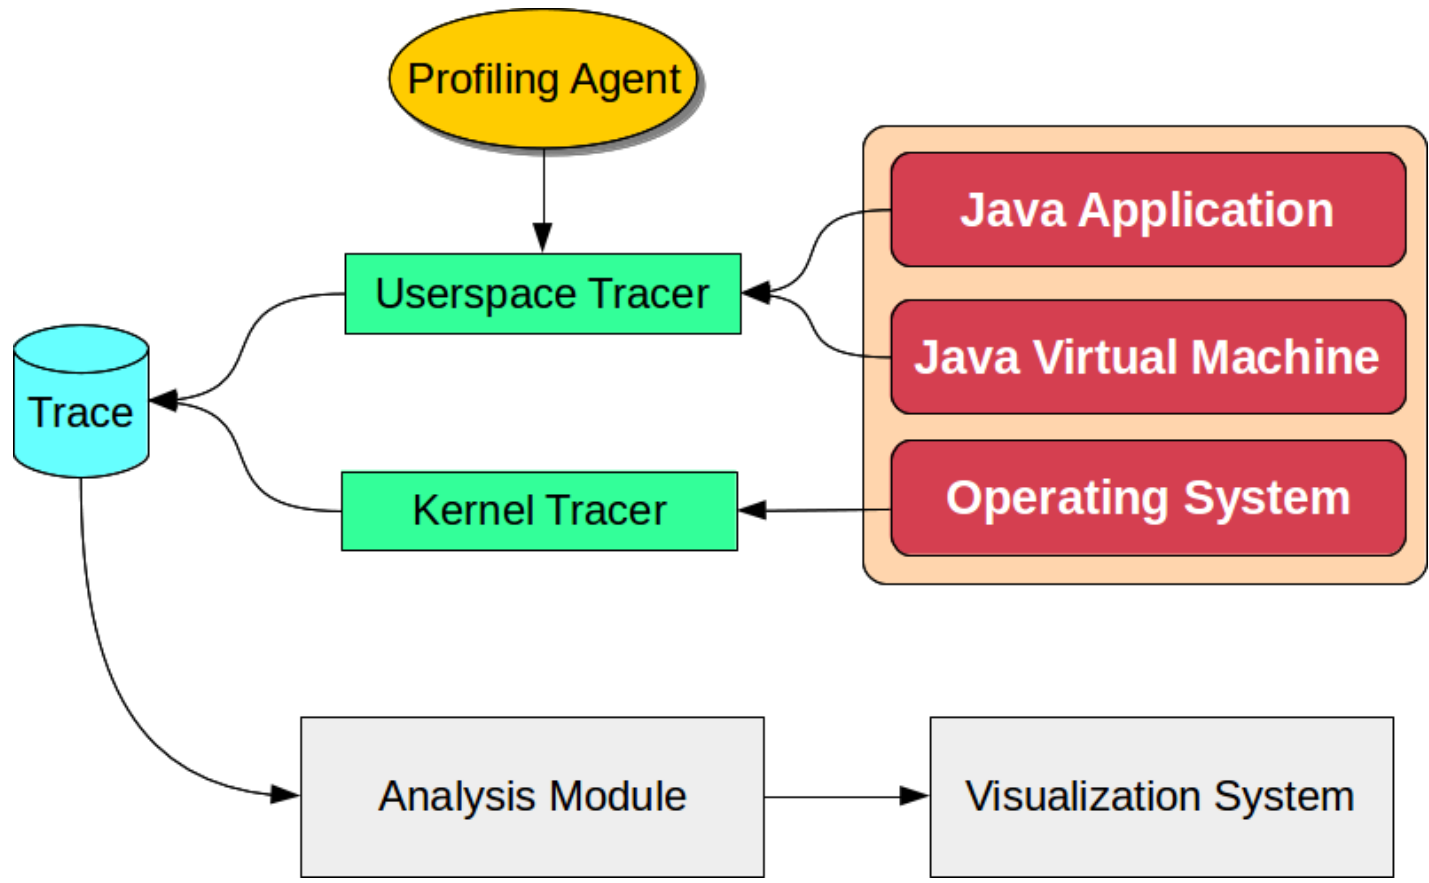 Profiling Agent
Java Application
Userspace Tracer
Java Virtual Machine
Trace
Kernel Tracer
Operating System
Analysis Module
Visualization System